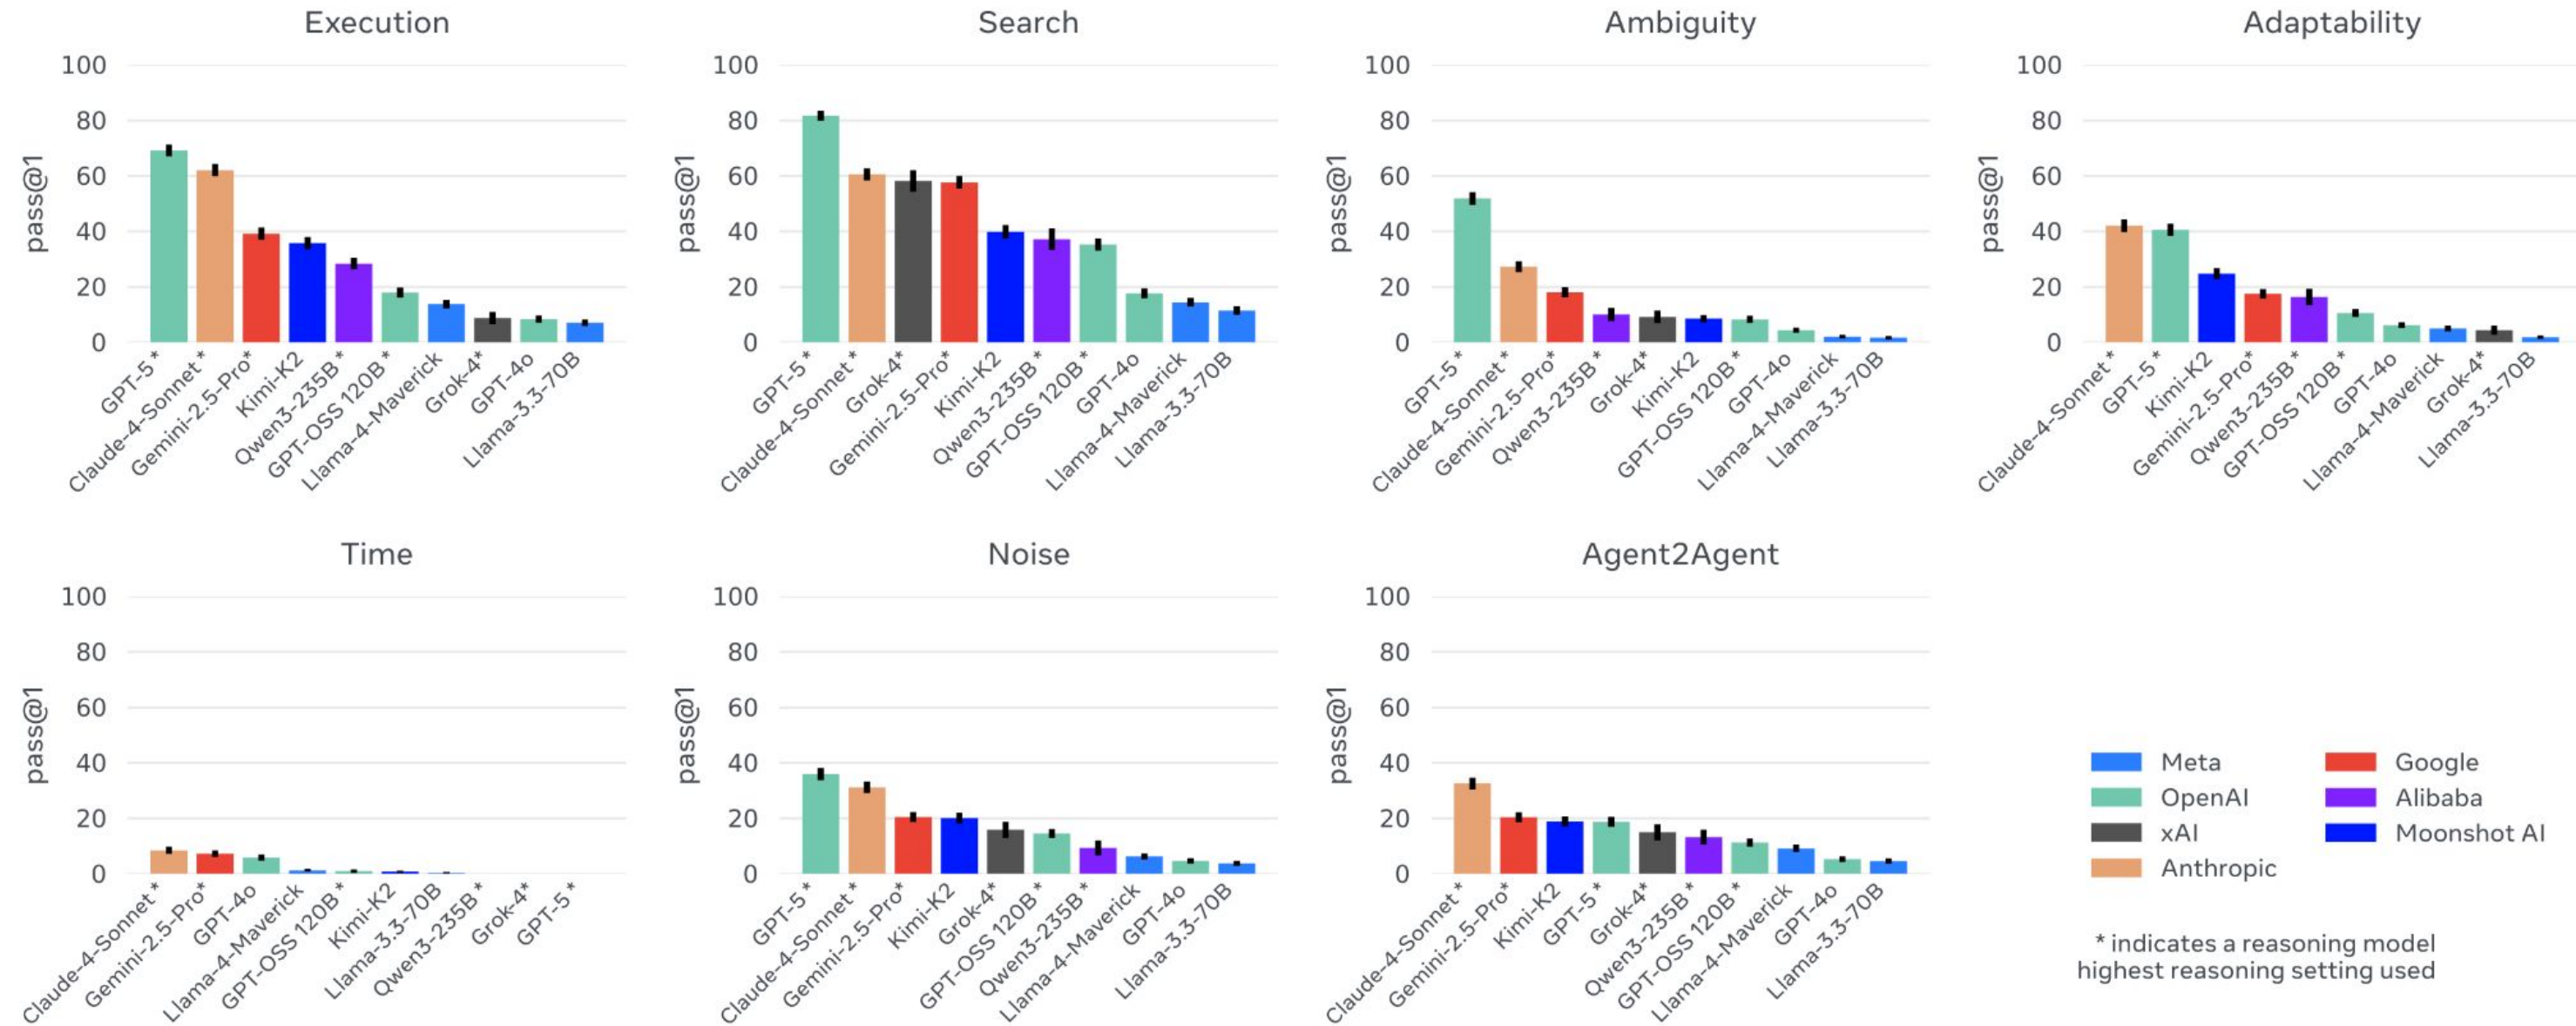 Execution
pass@1
100
80
60
40
20
0
GPT-5*
Claude-4-Sonnet*
Gemini-2.5-Pro*
Kimi-K2
Qwen3-235B*
GPT-OSS 120B*
Llama-4-Maverick
Grok-4*
GPT-4o
Llama-3.3-70B
Search
pass@1
100
80
60
40
20
0
GPT-5*
Claude-4-Sonnet*
Grok-4*
Gemini-2.5-Pro*
Kimi-K2
Qwen3-235B*
GPT-OSS 120B*
GPT-4o
Llama-4-Maverick
Llama-3.3-70B
Ambiguity
pass@1
100
80
60
40
20
0
GPT-5*
Claude-4-Sonnet*
Gemini-2.5-Pro*
Qwen3-235B*
Grok-4*
Kimi-K2
GPT-OSS 120B*
GPT-4o
Llama-4-Maverick
Llama-3.3-70B
Adaptability
pass@1
100
80
60
40
20
0
Claude-4-Sonnet*
GPT-5*
Kimi-K2
Gemini-2.5-Pro*
Qwen3-235B*
GPT-OSS 120B*
GPT-4o
Llama-4-Maverick
Grok-4*
Llama-3.3-70B
Time
pass@1
100
80
60
40
20
0
Claude-4-Sonnet*
Gemini-2.5-Pro*
GPT-4o
Llama-4-Maverick
GPT-OSS 120B*
Kimi-K2
Llama-3.3-70B
Qwen3-235B*
Grok-4*
GPT-5*
Noise
pass@1
100
80
60
40
20
0
GPT-5*
Claude-4-Sonnet*
Gemini-2.5-Pro*
Kimi-K2
Grok-4*
GPT-OSS 120B*
Qwen3-235B*
Llama-4-Maverick
GPT-4o
Llama-3.3-70B
Agent2Agent
pass@1
100
80
60
40
20
0
Claude-4-Sonnet*
Gemini-2.5-Pro*
Kimi-K2
GPT-5*
Grok-4*
Qwen3-235B*
GPT-OSS 120B*
Llama-4-Maverick
GPT-4o
Llama-3.3-70B
Meta
OpenAI
xAI
Anthropic
Google
Alibaba
Moonshot AI
* indicates a reasoning model
highest reasoning setting used